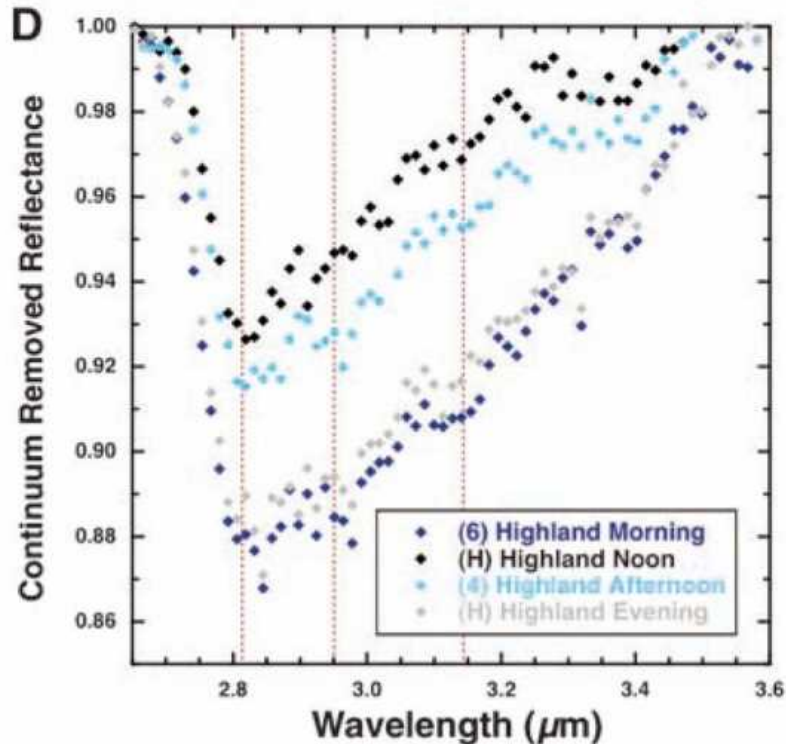 D
1.00
0.98
0.96
0.94
0.92
0.90
0.88
0.86
Continuum Removed Reflectance
(6) Highland Morning
(H) Highland Noon
(4) Highland Afternoon
(H) Highland Evening
2.8 3.0 3.2 3.4 3.6
Wavelength (µm)